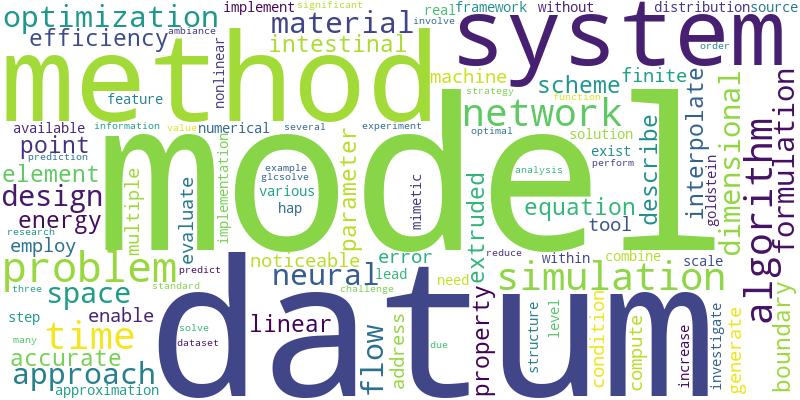 optimization
implement
significant
real
framework
without
distribution
source
efficiency
ambiance
material
involve
system
order
intestinal
nonlinear
method
machine
strategy
scheme
finite
feature
network
function
dimensional
available
information
value
numerical
several
experiment
optimal
solution
describe
interpolate
point
prediction
implementation
parameter
model
exist
perform
goldstein
algorithm
formulation
element
multiple
example
glcsolve
various
hap
mimetic
analysis
design
energy
evaluate
equation
tool
research
employ
noticeable
error
extruded
reduce
within
combine
scale
problem
predict
neural
lead
need
simulation
three
standard
challenge
space
datum
step
enable
linear
flow
address
property
structure
level
condition
compute
increase
investigate
generate
boundary
many
time
solve
dataset
due
accurate
approach
approximation